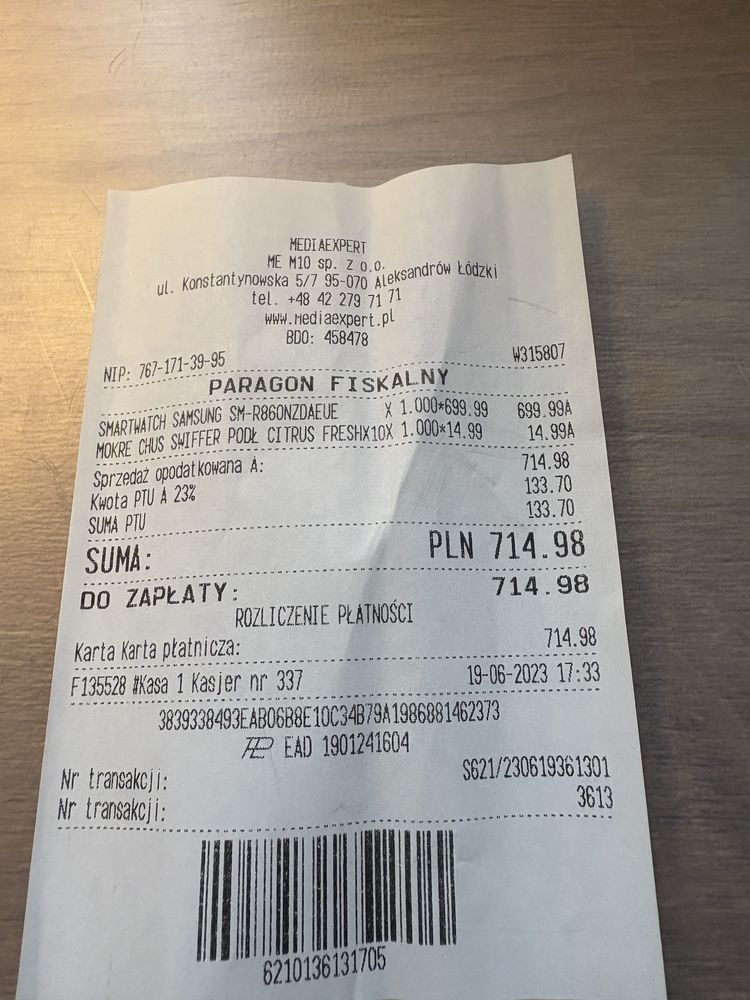 MEDIAEXPERT
ME M10 sp. z o.o.
ul. Konstantynowska 5/7 95-070 Aleksandrów Łódzki
tel. +48 42 279 71 71
www.mediaexpert.pl
BDO: 458478
NIP: 767-171-39-95 W315807
PARAGON FISKALNY
SMARTWATCH SAMSUNG SM-R860NZDAEUE X 1.000*699.99 699.99A
MOKRE CHUS SWIFFER PODŁ CITRUS FRESHX10X 1.000*14.99 14.99A
Sprzedaż opodatkowana A: 714.98
Kwota PTU A 23% 133.70
SUMA PTU 133.70
SUMA: PLN 714.98
DO ZAPŁATY: 714.98
ROZLICZENIE PŁATNOŚCI
Karta Karta płatnicza: 714.98
F135528 #Kasa 1 Kasjer nr 337 19-06-2023 17:33
3839338493EAB06B8E10C34B79A1986881462373
EAD 1901241604
Nr transakcji: S621/230619361301
Nr transakcji: 3613
6210136131705